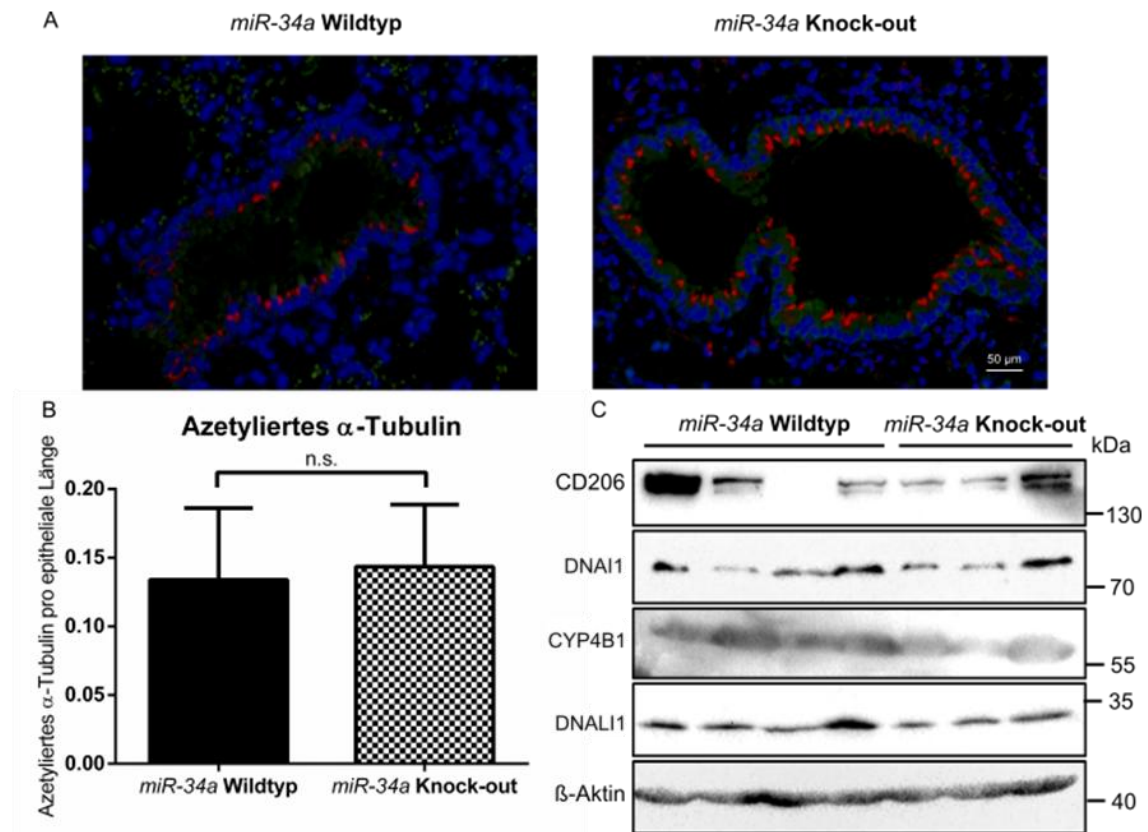 A
miR-34a Wildtyp
miR-34a Knock-out
50 µm
B
Azetyliertes α-Tubulin
n.s.
Azetyliertes α-Tubulin pro epitheliale Länge
0.20
0.15
0.10
0.05
0.00
miR-34a Wildtyp
miR-34a Knock-out
C
miR-34a Wildtyp
miR-34a Knock-out
kDa
CD206
130
DNAI1
70
CYP4B1
55
DNALI1
35
ß-Aktin
40